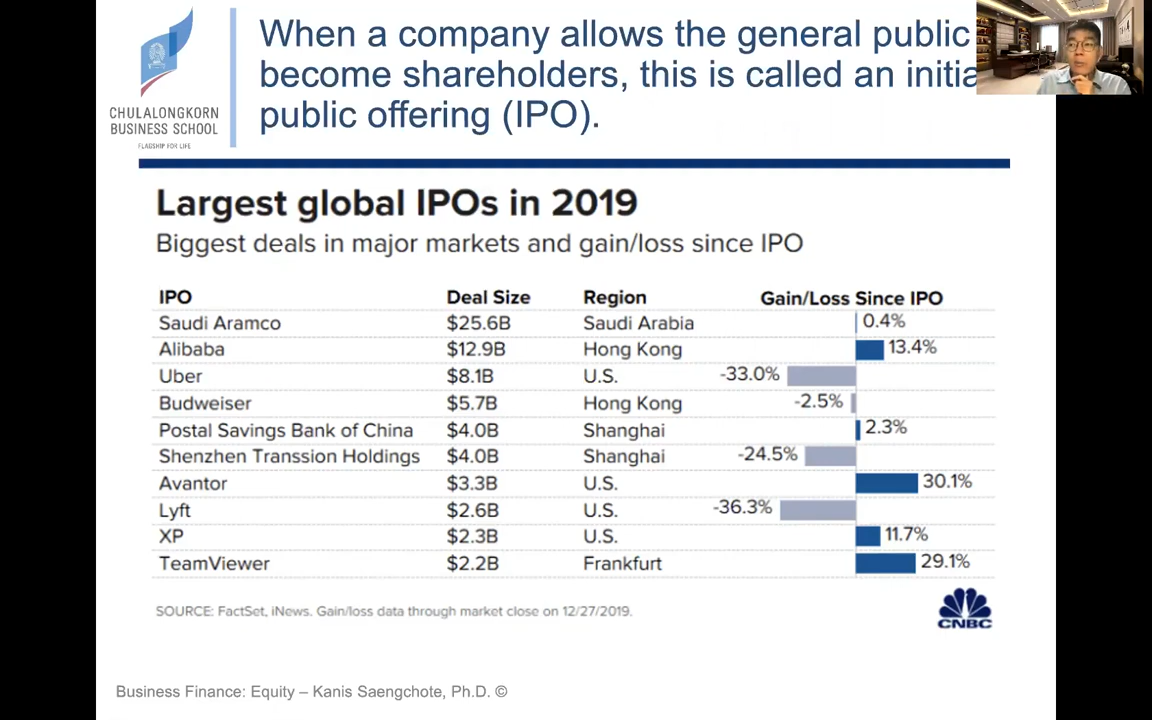 When a company allows the general public
become shareholders, this is called an initia
public offering (IPO).
CHULALONGKORN
BUSINESS SCHOOL
FLAGSHIP FOR LIFE
Largest global IPOs in 2019
Biggest deals in major markets and gain/loss since IPO
IPO Deal Size Region Gain/Loss Since IPO
Saudi Aramco $25.6B Saudi Arabia 0.4%
Alibaba $12.9B Hong Kong 13.4%
Uber $8.1B U.S. -33.0%
Budweiser $5.7B Hong Kong -2.5%
Postal Savings Bank of China $4.0B Shanghai 2.3%
Shenzhen Transsion Holdings $4.0B Shanghai -24.5%
Avantor $3.3B U.S. 30.1%
Lyft $2.6B U.S. -36.3%
XP $2.3B U.S. 11.7%
TeamViewer $2.2B Frankfurt 29.1%
SOURCE: FactSet, iNews. Gain/loss data through market close on 12/27/2019.
CNBC
Business Finance: Equity – Kanis Saengchote, Ph.D. ©